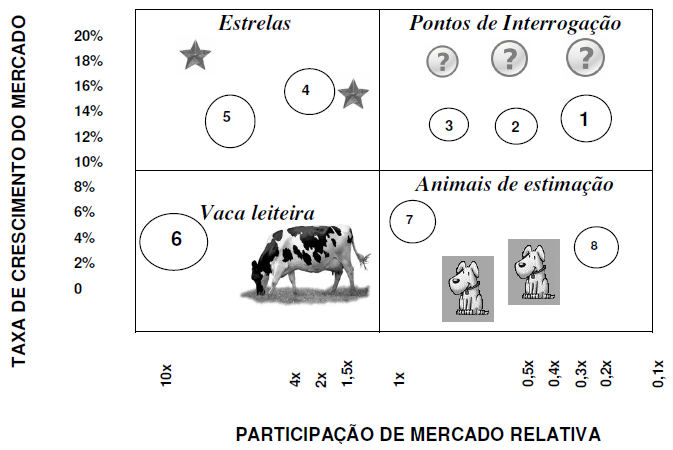 TAXA DE CRESCIMENTO DO MERCADO
20%
18%
16%
14%
12%
10%
8%
6%
4%
2%
0
Estrelas
4
5
Pontos de Interrogação
? ? ?
3 2 1
Vaca leiteira
6
Animais de estimação
7
8
10x 4x 2x 1,5x 1x 0,5x 0,4x 0,3x 0,2x 0,1x
PARTICIPAÇÃO DE MERCADO RELATIVA